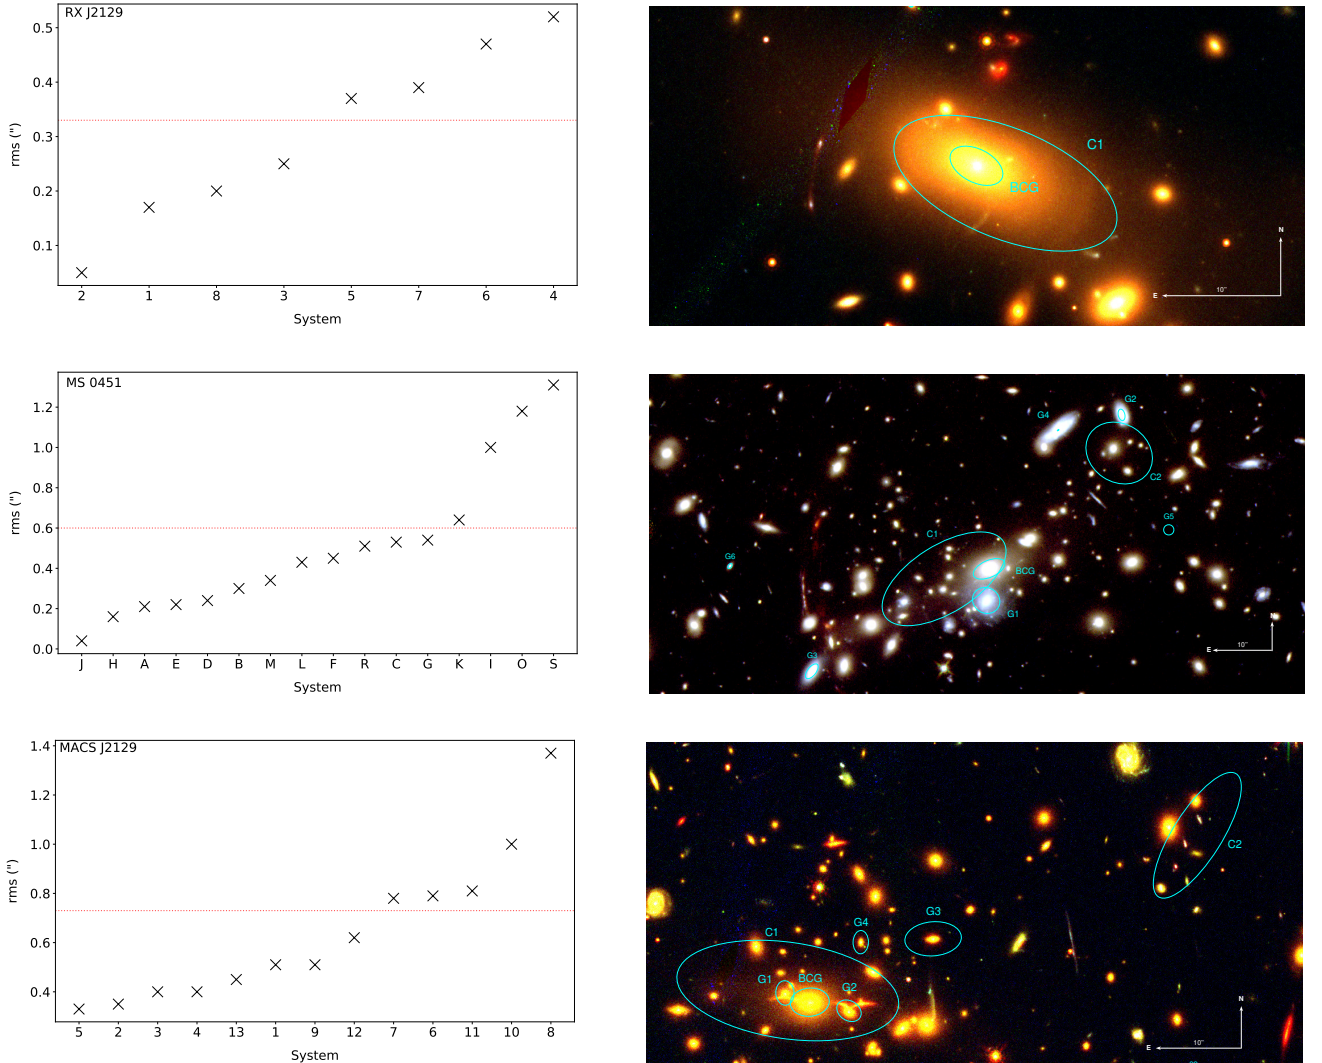 RX J2129
0.5
0.4
0.3
0.2
0.1
rms (")
2 1 8 3 5 7 6 4
System
C1
BCG
N
E
10"
MS 0451
1.2
1.0
0.8
0.6
0.4
0.2
0.0
rms (")
J H A E D B M L F R C G K I O S
System
G2
G4
C2
G5
C1
G6
BCG
G1
G3
N
E
10"
MACS J2129
1.4
1.2
1.0
0.8
0.6
0.4
rms (")
5 2 3 4 13 1 9 12 7 6 11 10 8
System
C2
G3
G4
C1
G1
BCG
G2
N
E
10"